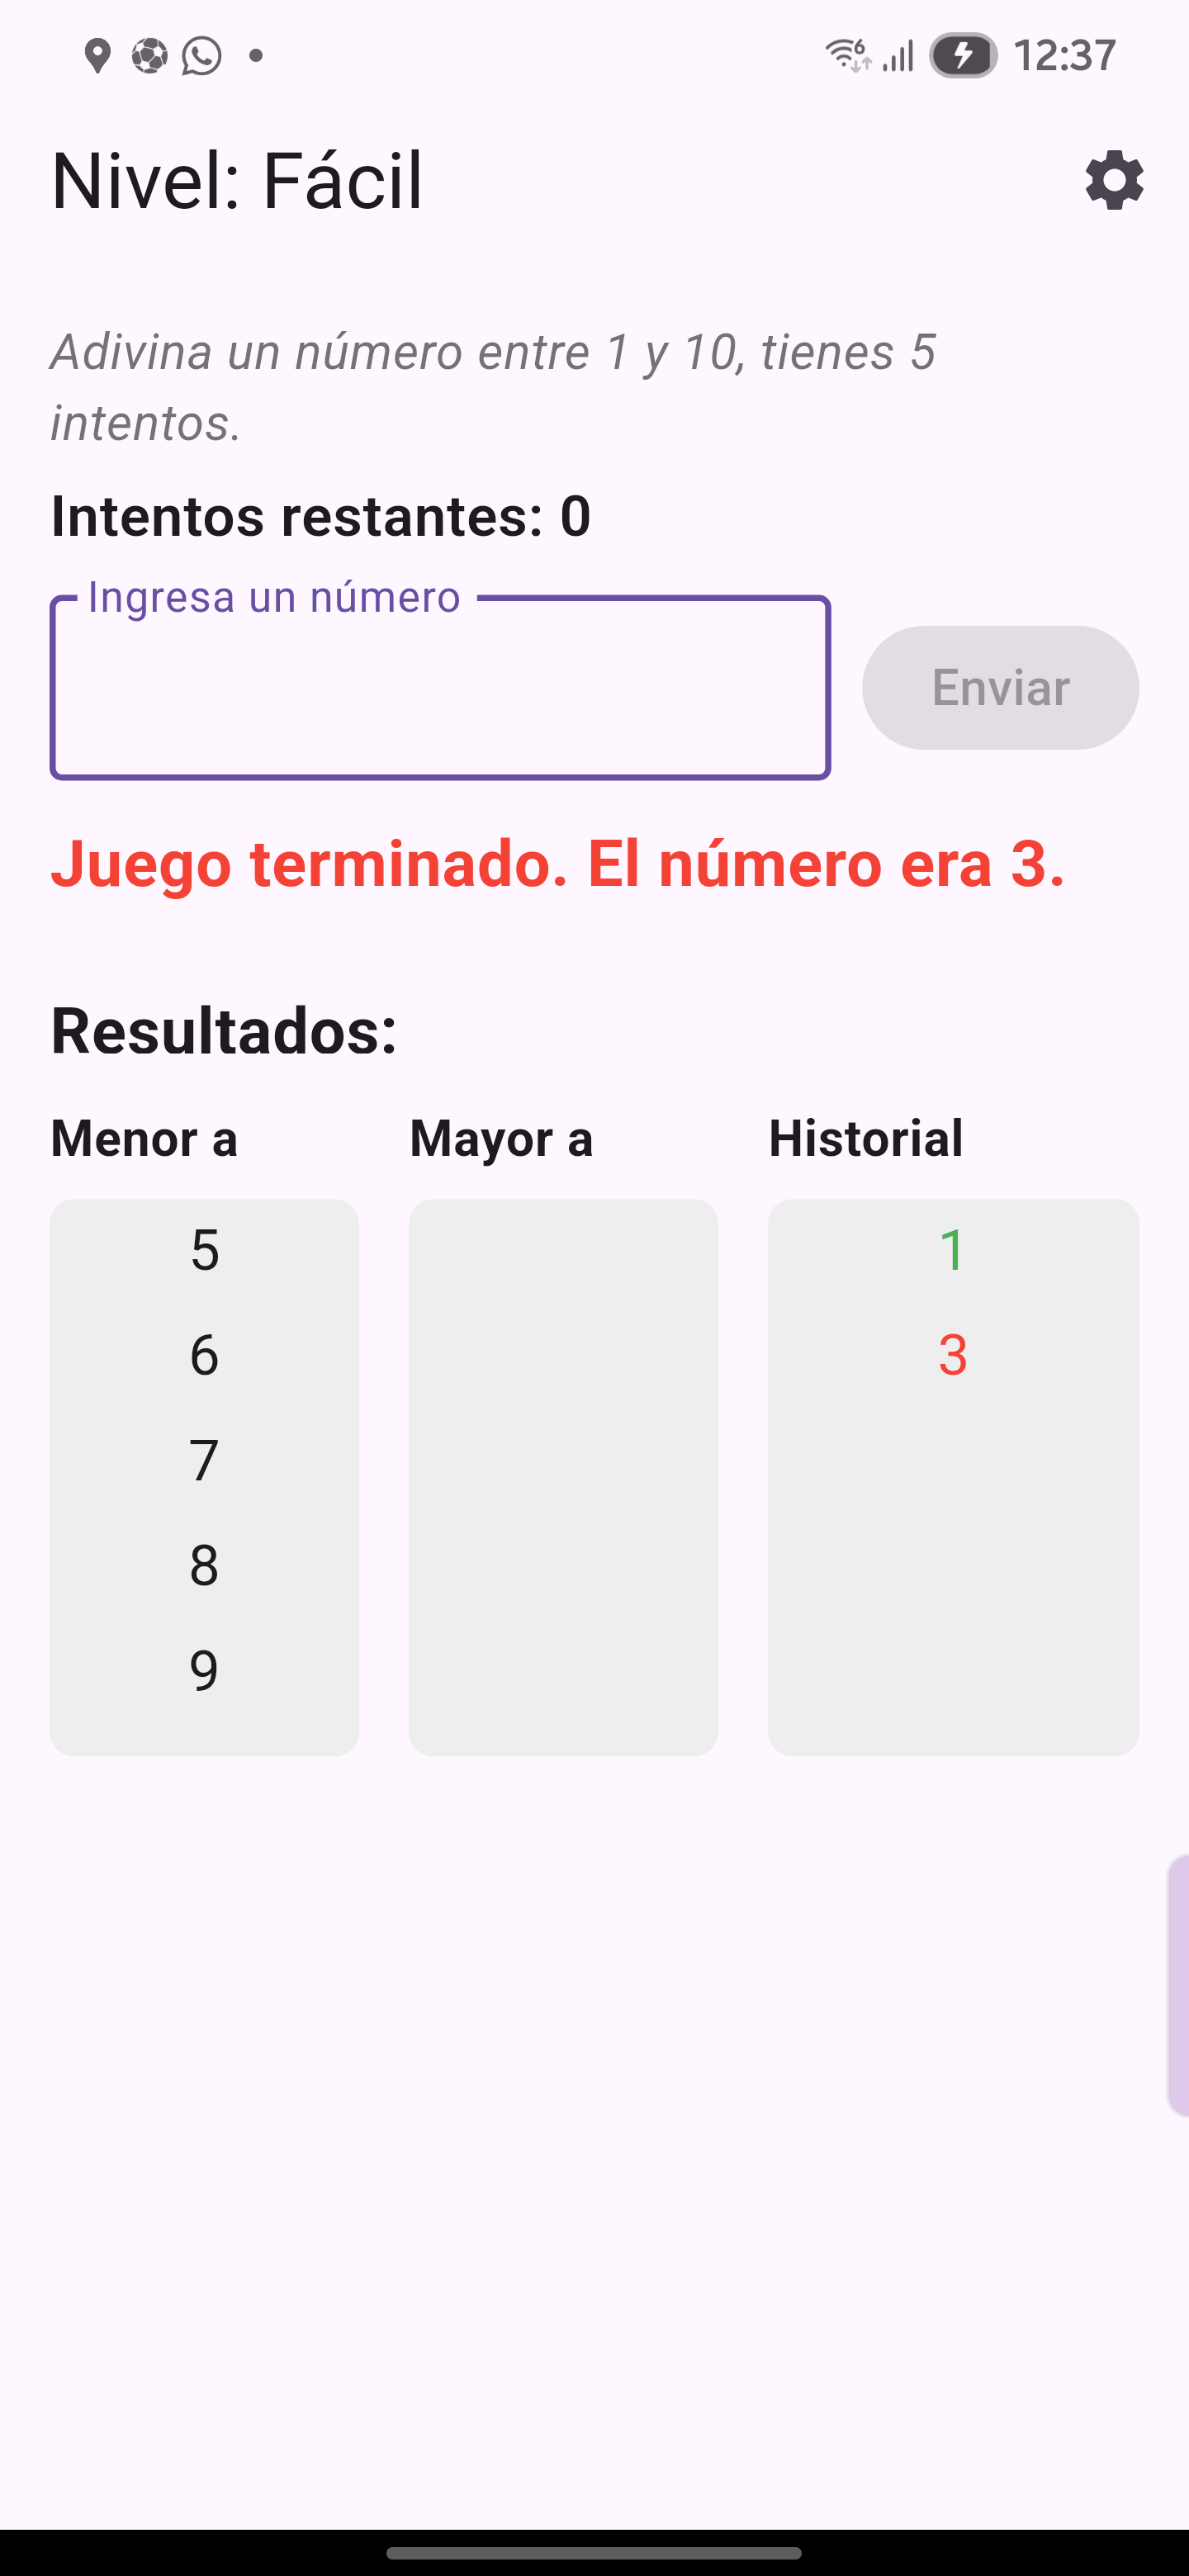 12:37
Nivel: Fácil
Adivina un número entre 1 y 10, tienes 5
intentos.
Intentos restantes: 0
Ingresa un número
Enviar
Juego terminado. El número era 3.
Resultados:
Menor a Mayor a Historial
5 1
6 3
7
8
9